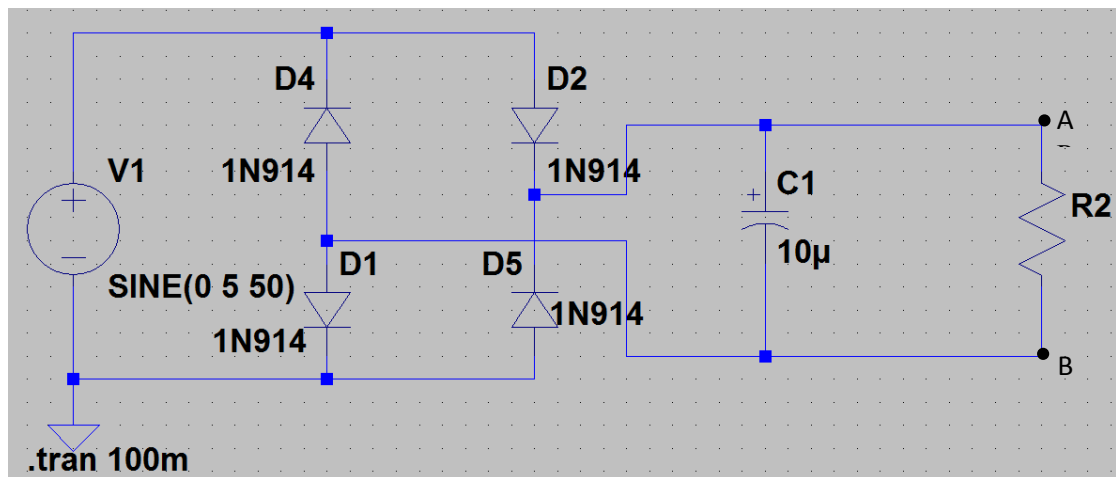 D4
D2
A
V1
1N914
1N914
C1
+
R2
10µ
D1
D5
SINE(0 5 50)
1N914
1N914
B
.tran 100m